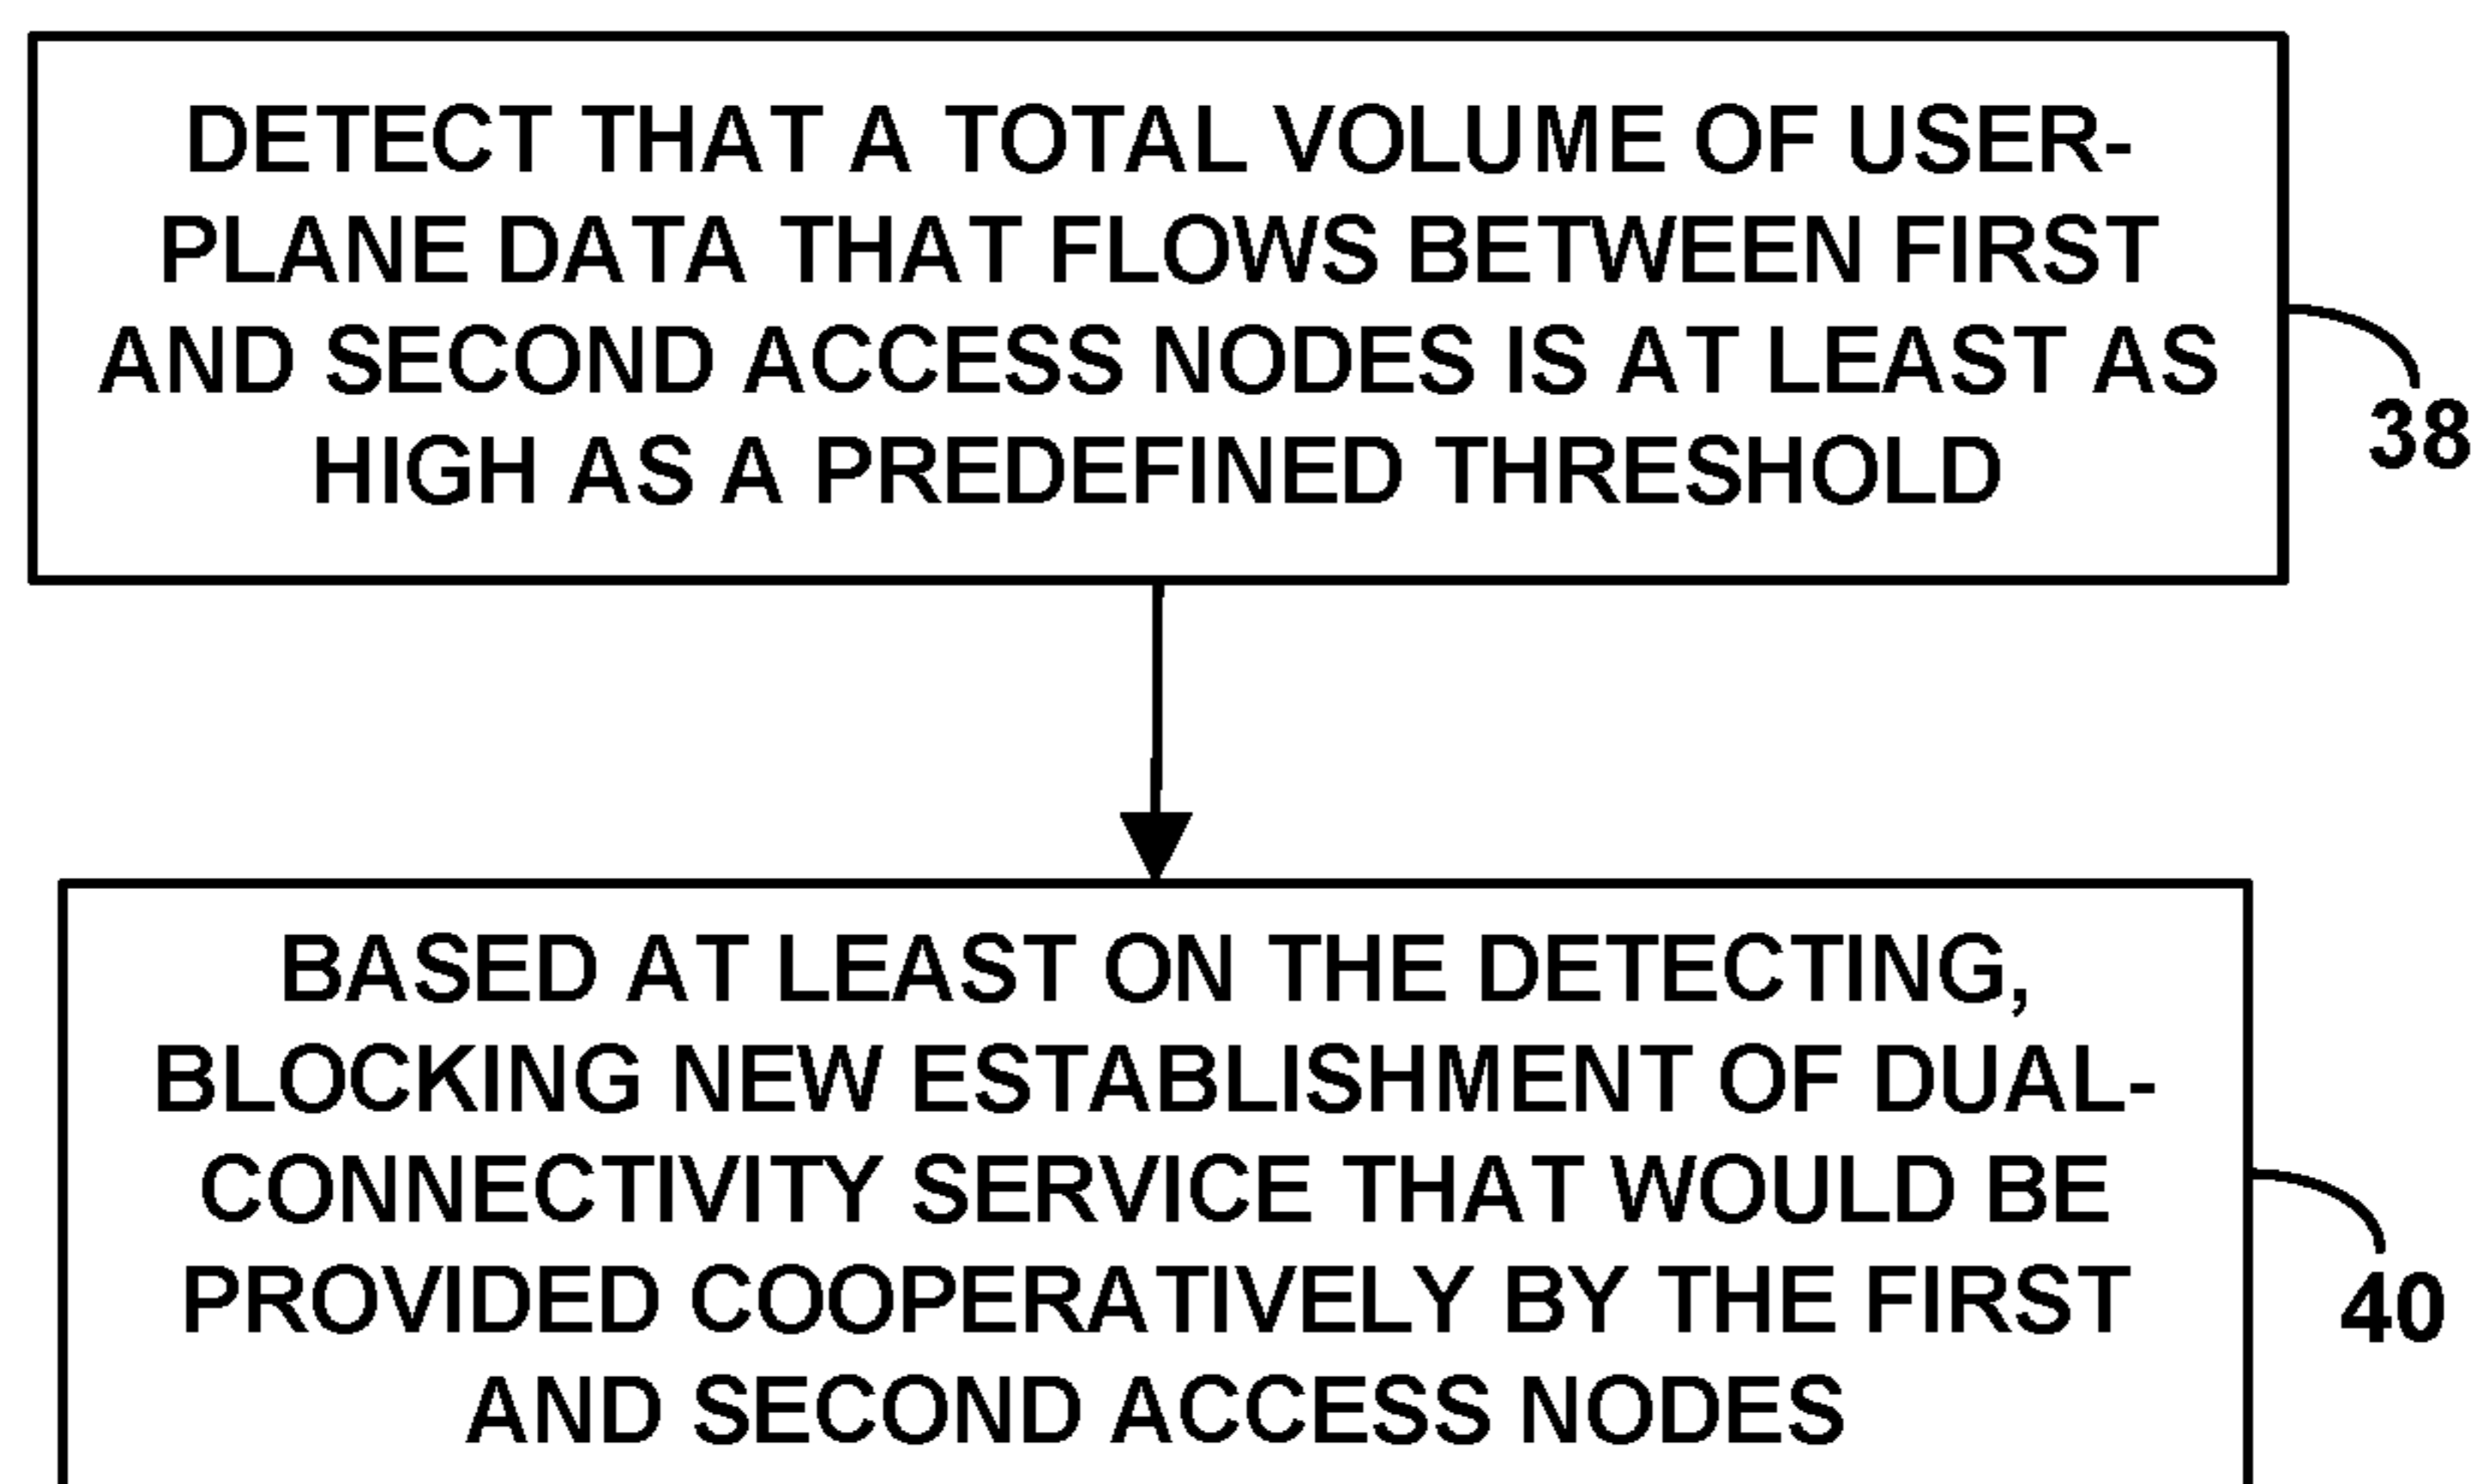 DETECT THAT A TOTAL VOLUME OF USER-
PLANE DATA THAT FLOWS BETWEEN FIRST
AND SECOND ACCESS NODES IS AT LEAST AS
HIGH AS A PREDEFINED THRESHOLD
38
BASED AT LEAST ON THE DETECTING,
BLOCKING NEW ESTABLISHMENT OF DUAL-
CONNECTIVITY SERVICE THAT WOULD BE
PROVIDED COOPERATIVELY BY THE FIRST
AND SECOND ACCESS NODES
40